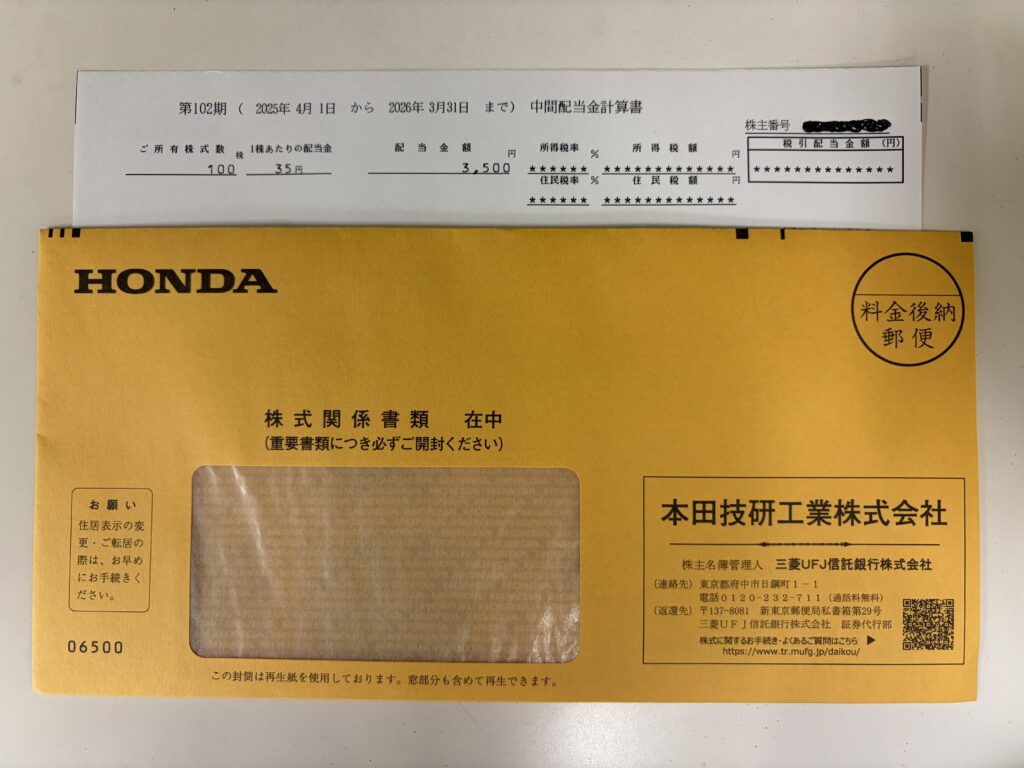 第102期 ( 2025年 4月 1日 から 2026年 3月31日 まで) 中間配当金計算書
株主番号
ご所有株式数 株 1株あたりの配当金 配当金額 円 所得税率 % 所得税額 円 税引配当金額 (円)
100 35円 3,500 ****** ************* **************
住民税率 % 住民税額 円
****** *************
HONDA
料金後納
郵便
株式関係書類 在中
(重要書類につき必ずご開封ください)
お願い
住居表示の変
更・ご転居の
際は、お早め
にお手続きく
ださい。
06500
本田技研工業株式会社
株主名簿管理人 三菱UFJ信託銀行株式会社
(連絡先) 東京都府中市日鋼町1-1
電話0120-232-711 (通話料無料)
(返還先) 〒137-8081 新東京郵便局私書箱第29号
三菱UFJ信託銀行株式会社 証券代行部
株式に関するお手続き・よくあるご質問はこちら ▶
https://www.tr.mufg.jp/daikou/
この封筒は再生紙を使用しております。窓部分も含めて再生できます。